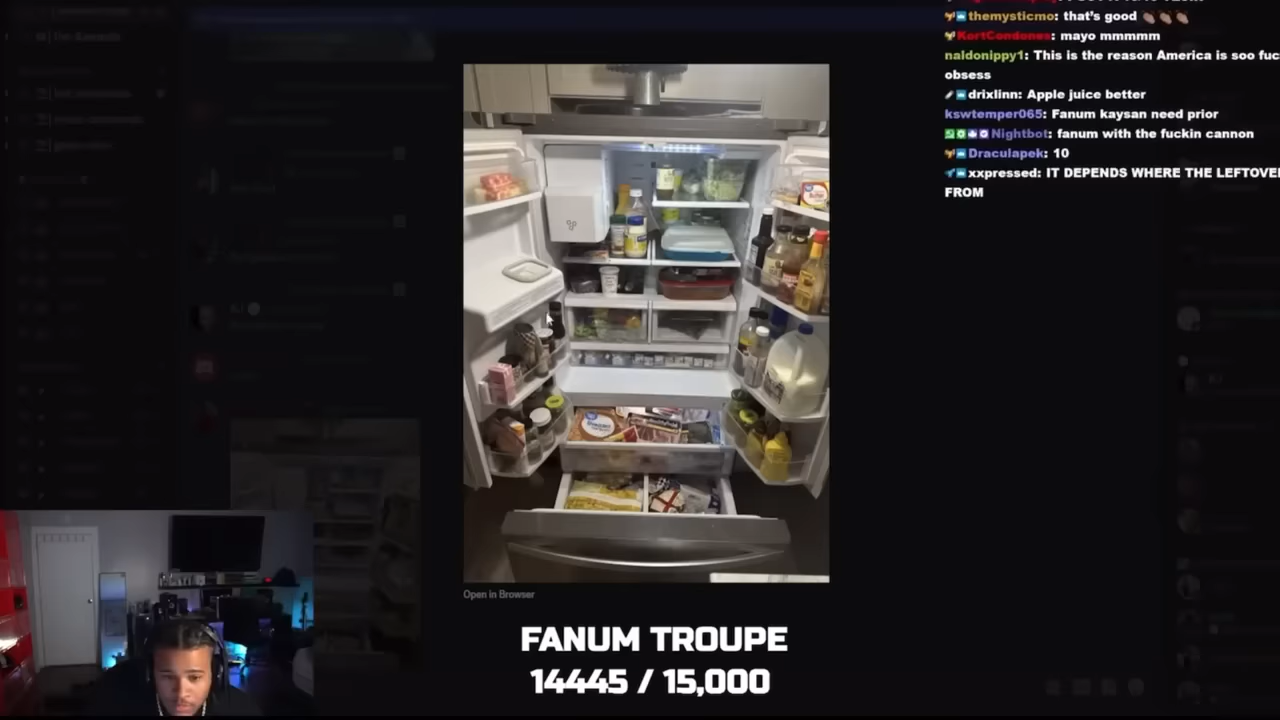 themysticmo: that's good
KortCondones: mayo mmmmm
naldonippy1: This is the reason America is soo fuc
obsess
drixlinn: Apple juice better
kswtemper065: Fanum kaysan need prior
Nightbot: fanum with the fuckin cannon
Draculapek: 10
xxpressed: IT DEPENDS WHERE THE LEFTOVE
FROM
Open in Browser
FANUM TROUPE
14445 / 15,000